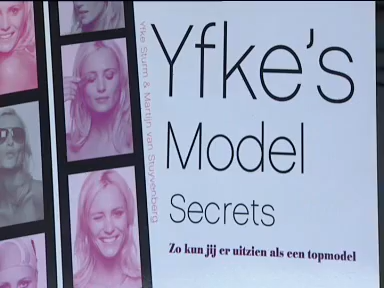 Yfke's
Model
Secrets
Zo kun jij er uitzien als een topmodel
Yfke Sturm & Martijn van Stuyvenberg